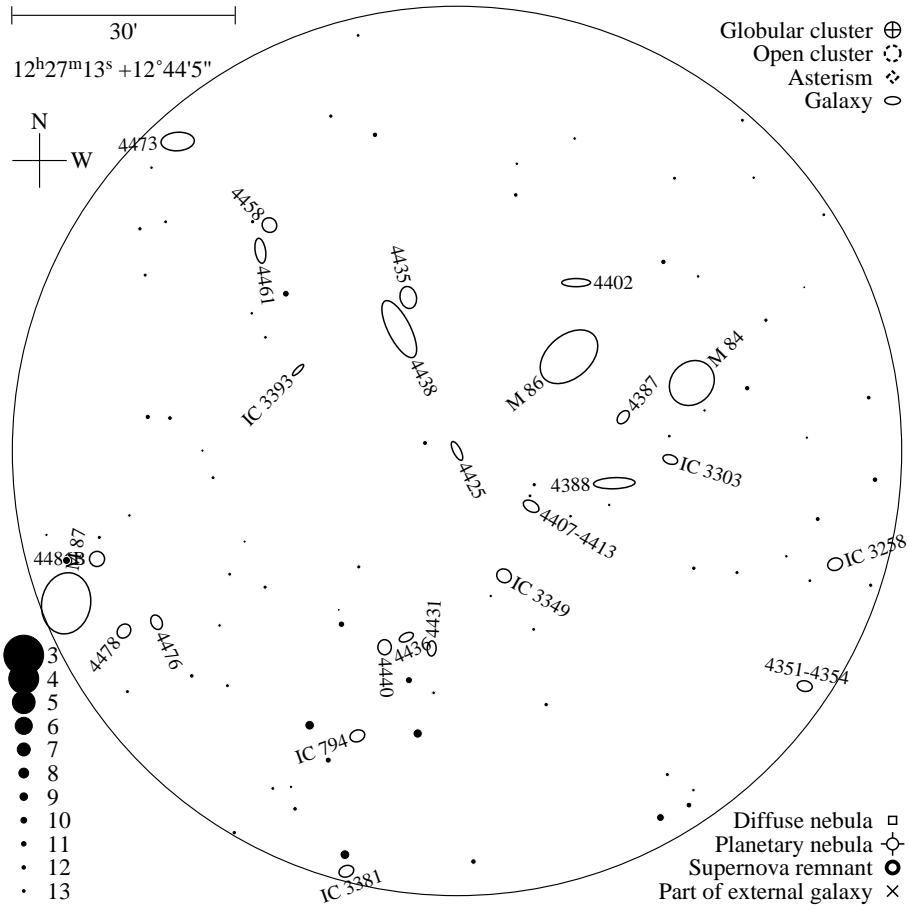 30'
12h27m13s +12°44'5"
N
W
Globular cluster
Open cluster
Asterism
Galaxy
4473
4458
4461
4435
4438
4402
M 86
M 84
4387
IC 3393
4425
4388
IC 3303
4407-4413
IC 3258
M 87
4486B
IC 3349
4478
4476
4431
4436
4440
4351-4354
IC 794
IC 3381
3
4
5
6
7
8
9
10
11
12
13
Diffuse nebula
Planetary nebula
Supernova remnant
Part of external galaxy